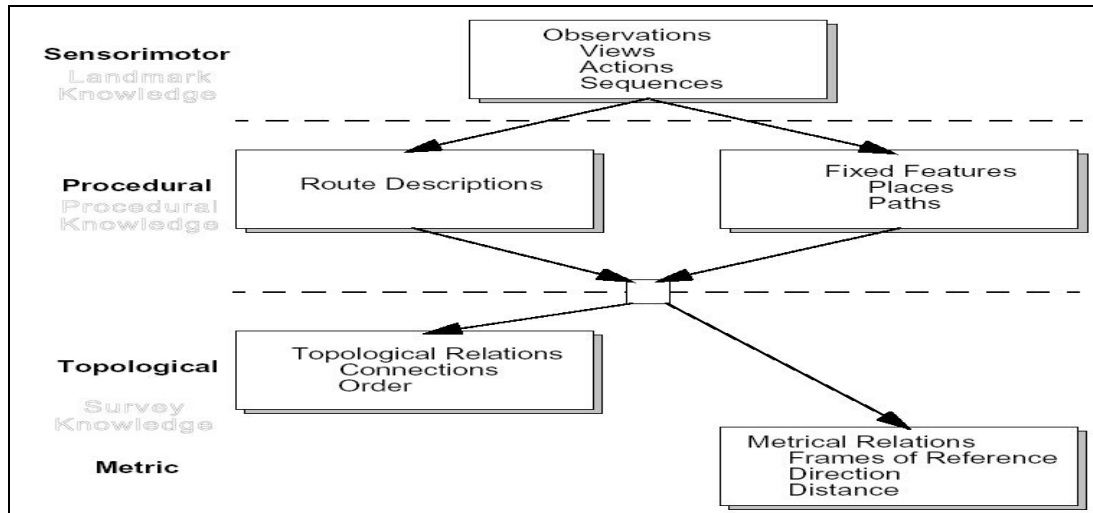 Sensorimotor
Landmark
Knowledge
Observations
Views
Actions
Sequences
Procedural
Procedural
Knowledge
Route Descriptions
Fixed Features
Places
Paths
Topological
Survey
Knowledge
Metric
Topological Relations
Connections
Order
Metrical Relations
Frames of Reference
Direction
Distance